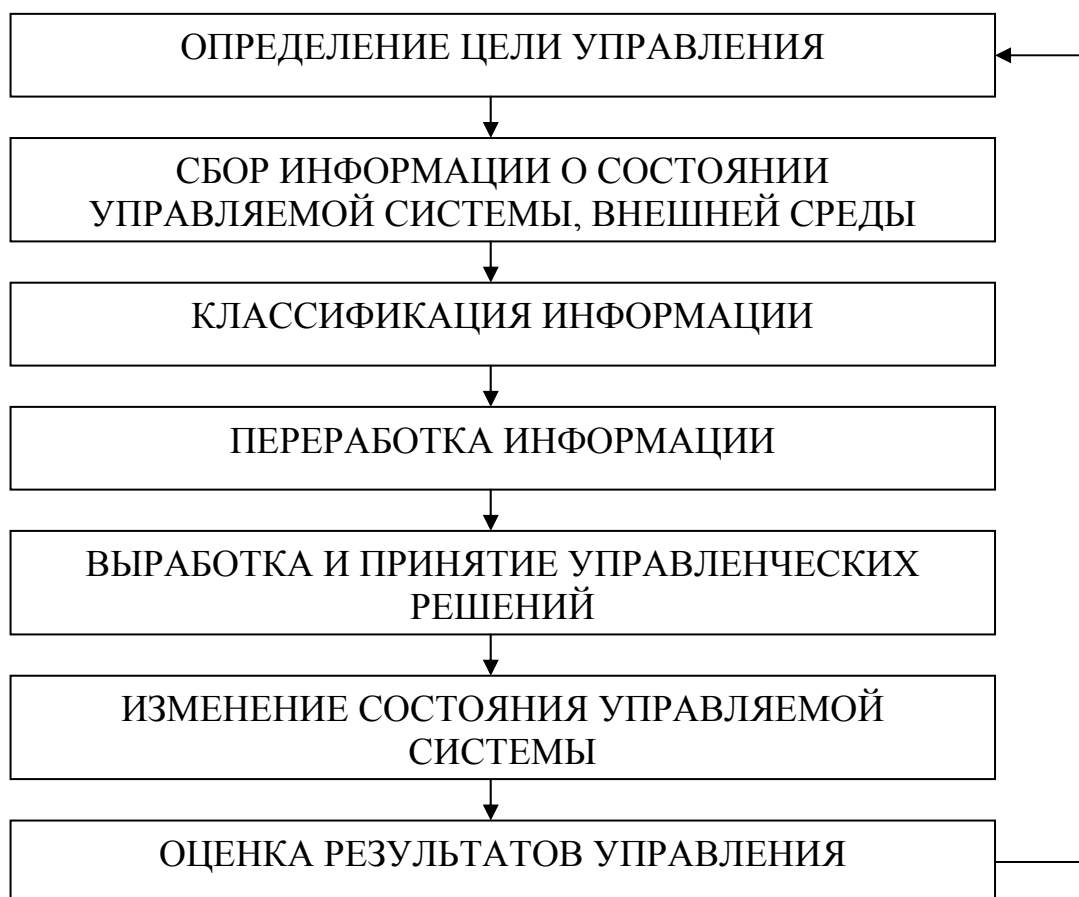 ОПРЕДЕЛЕНИЕ ЦЕЛИ УПРАВЛЕНИЯ
СБОР ИНФОРМАЦИИ О СОСТОЯНИИ
УПРАВЛЯЕМОЙ СИСТЕМЫ, ВНЕШНЕЙ СРЕДЫ
КЛАССИФИКАЦИЯ ИНФОРМАЦИИ
ПЕРЕРАБОТКА ИНФОРМАЦИИ
ВЫРАБОТКА И ПРИНЯТИЕ УПРАВЛЕНЧЕСКИХ
РЕШЕНИЙ
ИЗМЕНЕНИЕ СОСТОЯНИЯ УПРАВЛЯЕМОЙ
СИСТЕМЫ
ОЦЕНКА РЕЗУЛЬТАТОВ УПРАВЛЕНИЯ